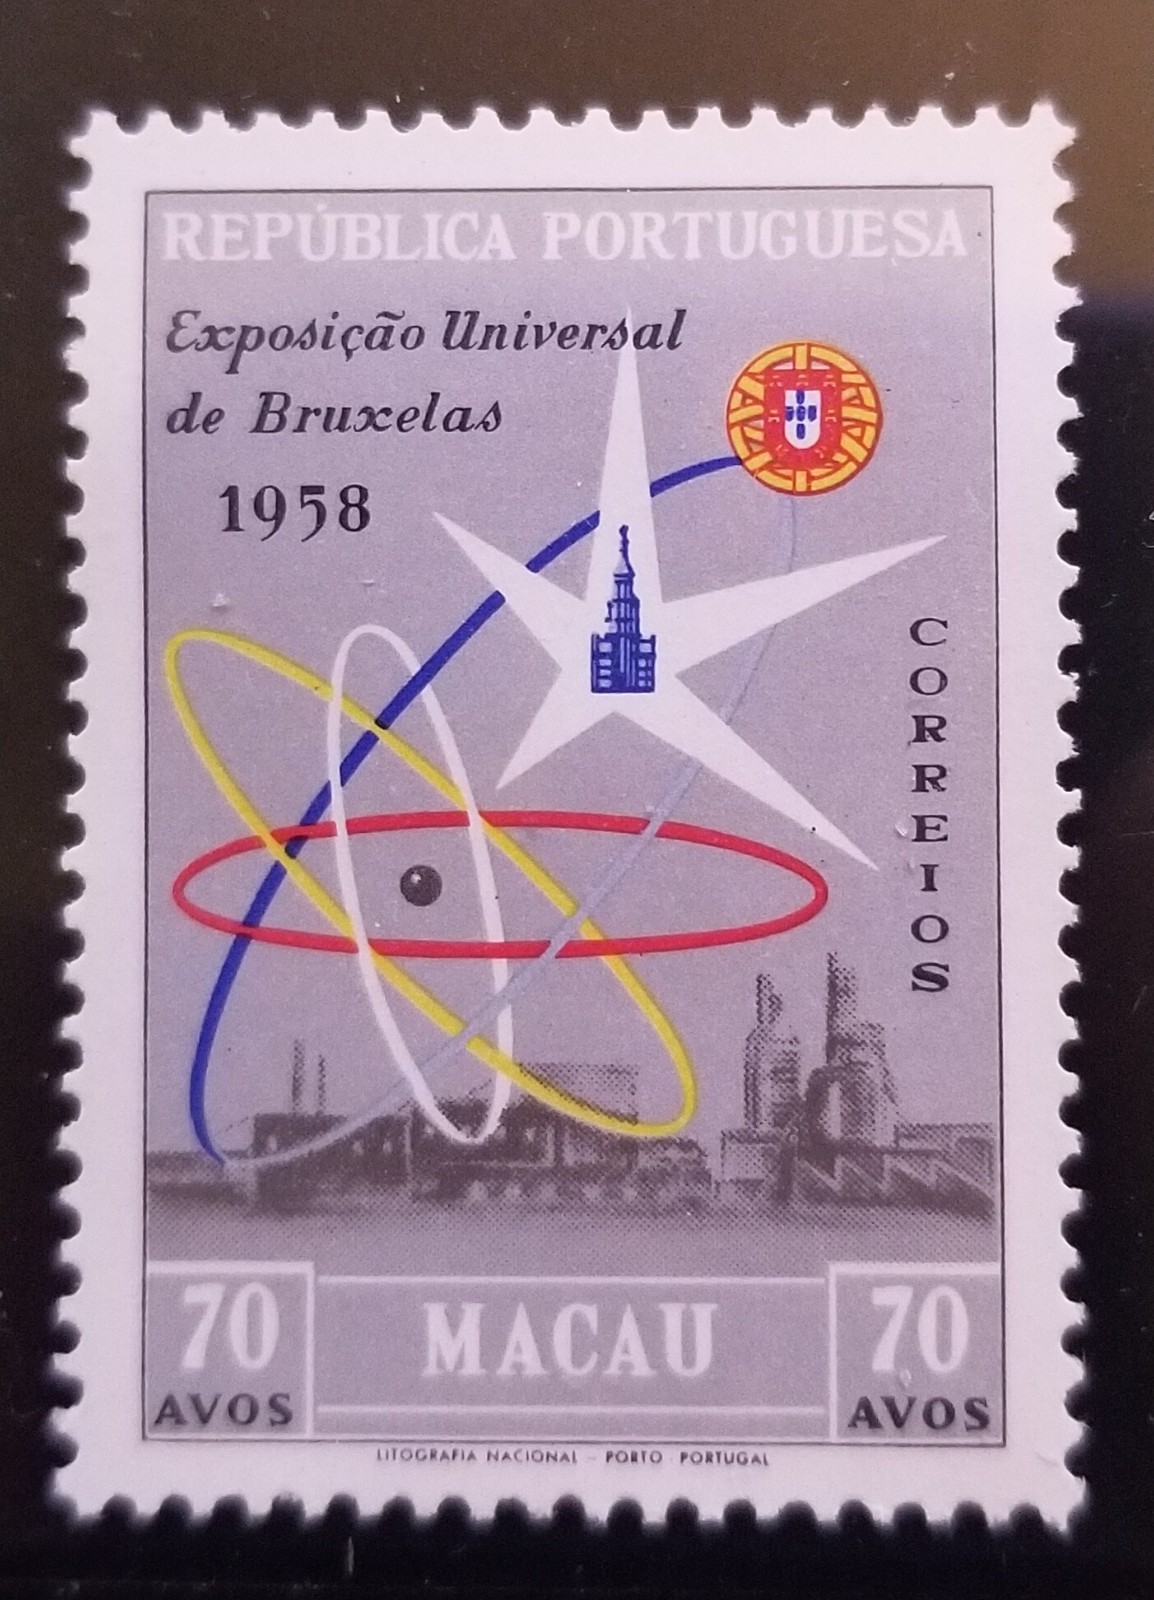 REPÚBLICA PORTUGUESA
Exposição Universal
de Bruxelas
1958
CORREIOS
70
AVOS
MACAU
70
AVOS
LITOGRAFIA NACIONAL - PORTO PORTUGAL